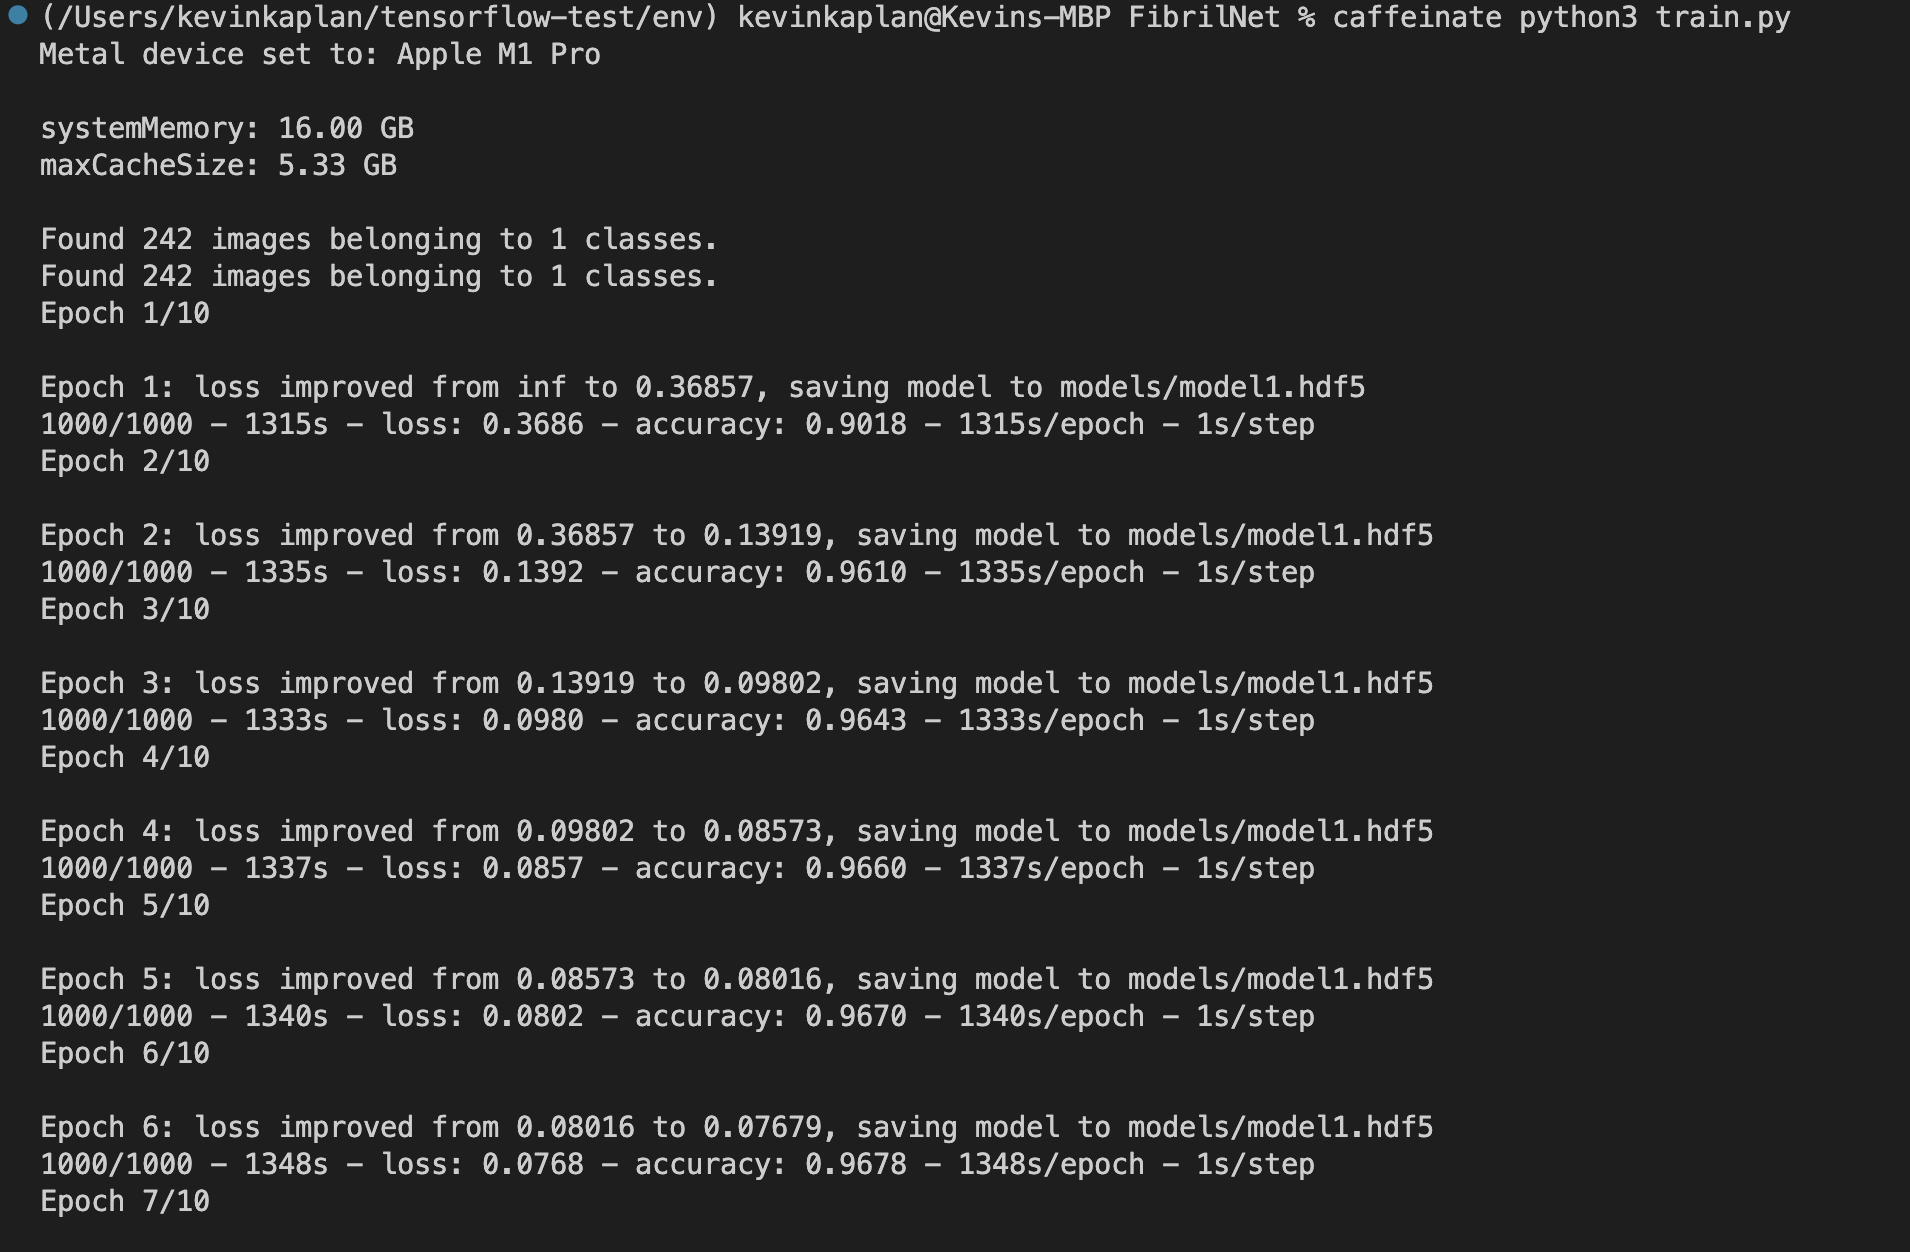 (/Users/kevinkaplan/tensorflow-test/env) kevinkaplan@Kevins-MBP FibrilNet % caffeinate python3 train.py
Metal device set to: Apple M1 Pro
systemMemory: 16.00 GB
maxCacheSize: 5.33 GB
Found 242 images belonging to 1 classes.
Found 242 images belonging to 1 classes.
Epoch 1/10
Epoch 1: loss improved from inf to 0.36857, saving model to models/model1.hdf5
1000/1000 - 1315s - loss: 0.3686 - accuracy: 0.9018 - 1315s/epoch - 1s/step
Epoch 2/10
Epoch 2: loss improved from 0.36857 to 0.13919, saving model to models/model1.hdf5
1000/1000 - 1335s - loss: 0.1392 - accuracy: 0.9610 - 1335s/epoch - 1s/step
Epoch 3/10
Epoch 3: loss improved from 0.13919 to 0.09802, saving model to models/model1.hdf5
1000/1000 - 1333s - loss: 0.0980 - accuracy: 0.9643 - 1333s/epoch - 1s/step
Epoch 4/10
Epoch 4: loss improved from 0.09802 to 0.08573, saving model to models/model1.hdf5
1000/1000 - 1337s - loss: 0.0857 - accuracy: 0.9660 - 1337s/epoch - 1s/step
Epoch 5/10
Epoch 5: loss improved from 0.08573 to 0.08016, saving model to models/model1.hdf5
1000/1000 - 1340s - loss: 0.0802 - accuracy: 0.9670 - 1340s/epoch - 1s/step
Epoch 6/10
Epoch 6: loss improved from 0.08016 to 0.07679, saving model to models/model1.hdf5
1000/1000 - 1348s - loss: 0.0768 - accuracy: 0.9678 - 1348s/epoch - 1s/step
Epoch 7/10